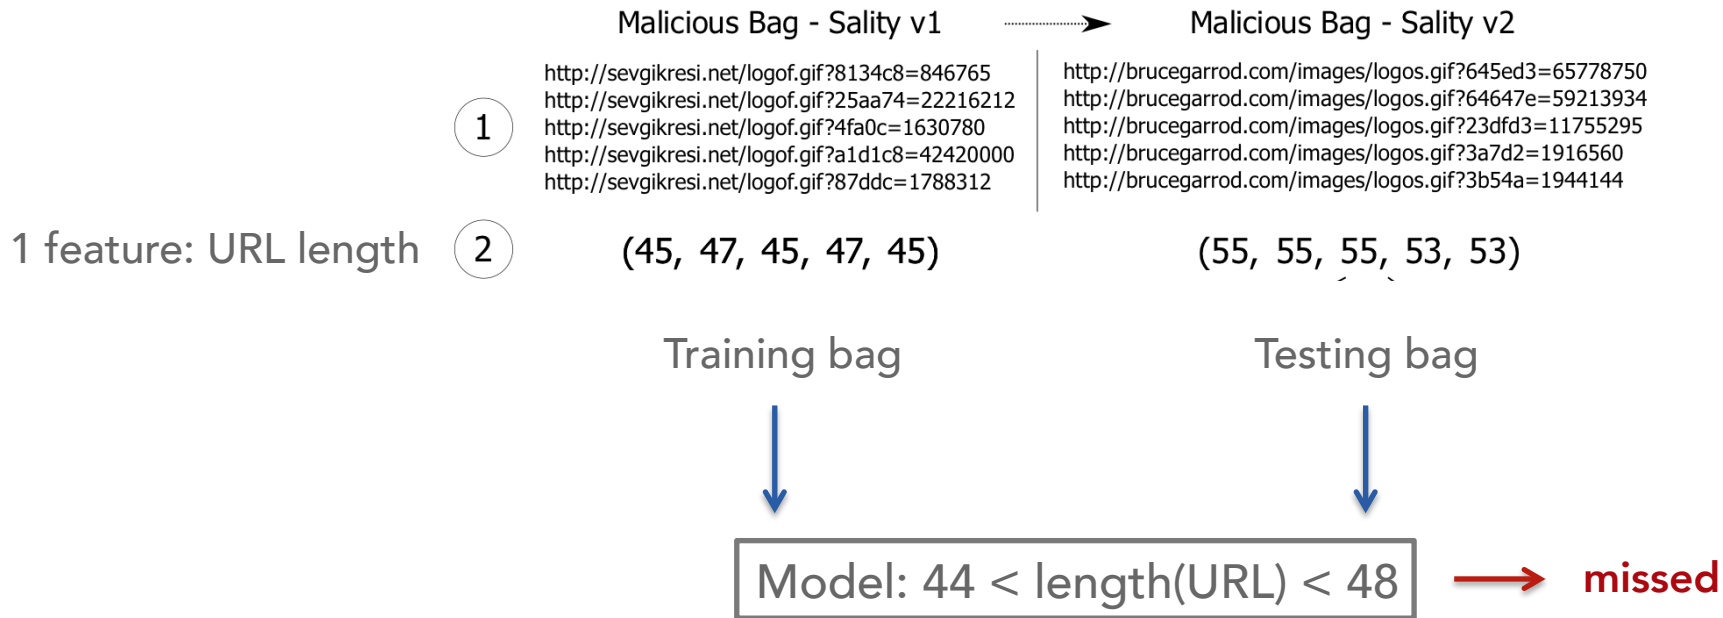 Malicious Bag - Sality v1
Malicious Bag - Sality v2
1
http://sevgikresi.net/logof.gif?8134c8=846765
http://sevgikresi.net/logof.gif?25aa74=22216212
http://sevgikresi.net/logof.gif?4fa0c=1630780
http://sevgikresi.net/logof.gif?a1d1c8=42420000
http://sevgikresi.net/logof.gif?87ddc=1788312
http://brucegarrod.com/images/logos.gif?645ed3=65778750
http://brucegarrod.com/images/logos.gif?64647e=59213934
http://brucegarrod.com/images/logos.gif?23dfd3=11755295
http://brucegarrod.com/images/logos.gif?3a7d2=1916560
http://brucegarrod.com/images/logos.gif?3b54a=1944144
1 feature: URL length
2
(45, 47, 45, 47, 45)
(55, 55, 55, 53, 53)
Training bag
Testing bag
Model: 44 < length(URL) < 48
missed